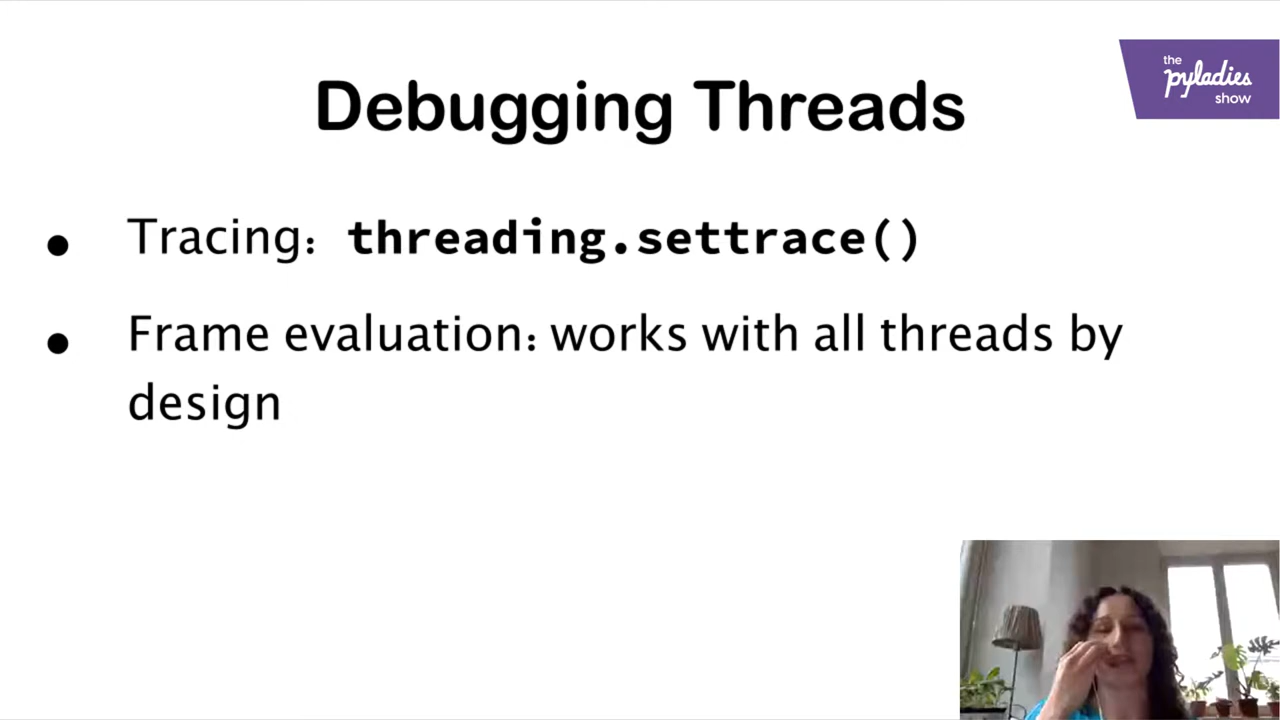 the
pyladies
show
Debugging Threads
• Tracing: threading.settrace()
• Frame evaluation: works with all threads by
design